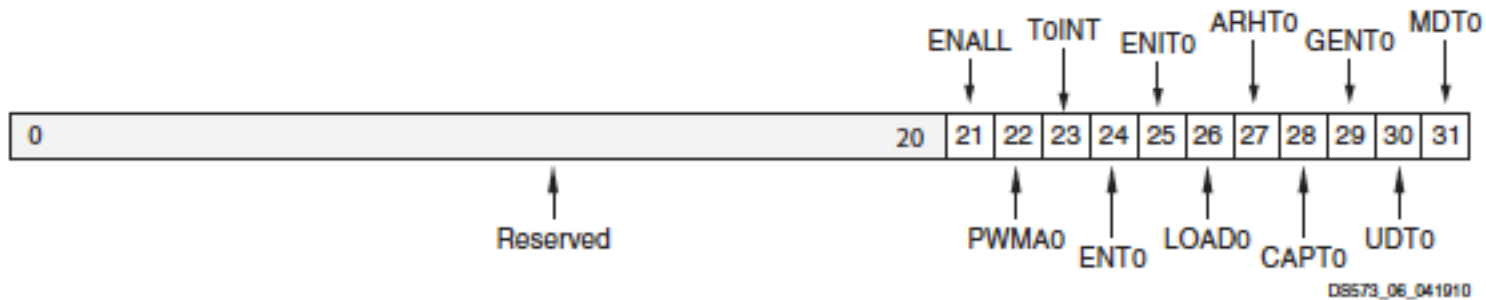 ENALL T0INT ENIT0 ARHT0 GENT0 MDT0
0 20 21 22 23 24 25 26 27 28 29 30 31
Reserved PWMA0 ENT0 LOAD0 CAPT0 UDT0
DS573_06_041910